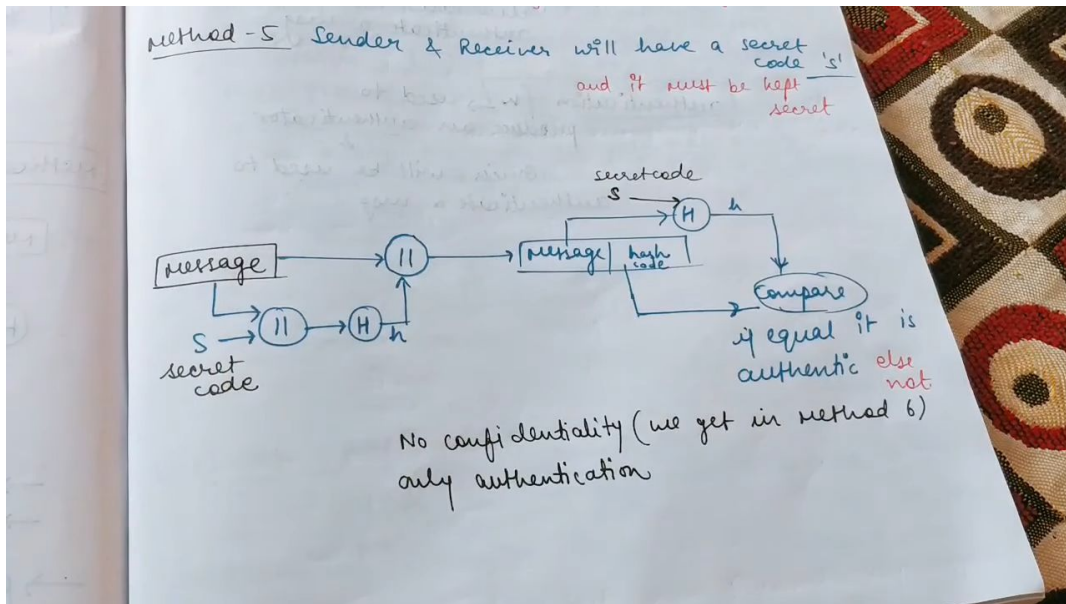 Method-5 Sender & Receiver will have a secret
code 's'
and it must be kept
secret
secret code
S
H
h
Message
||
Message
hash
code
Compare
S
||
H
h
secret
code
if equal it is
authentic else
not.
No confidentiality (we get in Method 6)
only authentication